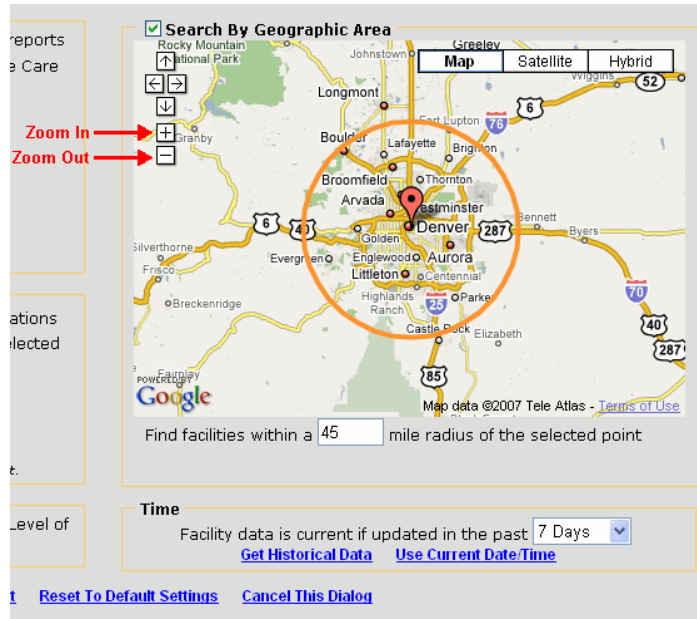 reports
Care
ations
elected
t.
Level of
Search By Geographic Area
Rocky Mountain
National Park
Johnstown
Greeley
Map Satellite Hybrid
Wiggins
52
Longmont
6
Fort Lupton
76
Zoom In
Granby
Boulder
Lafayette
Brighton
Zoom Out
Broomfield
Thornton
Arvada
Westminster
6
40
Denver
287
Bennett
Byers
Golden
Silverthorne
Evergreen
Englewood
Aurora
Frisco
Littleton
Centennial
Breckenridge
Highlands
Ranch
25
Parker
70
Castle Rock
Elizabeth
40
287
Fairplay
85
POWERED BY
Google
Map data ©2007 Tele Atlas - Terms of Use
Find facilities within a 45 mile radius of the selected point
Time
Facility data is current if updated in the past 7 Days
Get Historical Data Use Current Date/Time
t Reset To Default Settings Cancel This Dialog